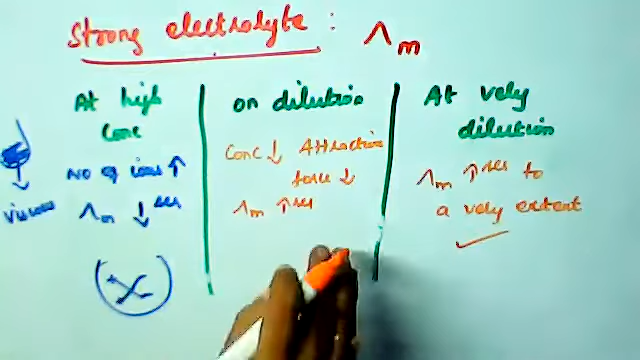 Strong electrolyte : Λm
At high
Conc
No of ions ↑
Λm ↓ses
on dilution
Conc ↓ Attraction
force ↓
Λm ↑ses
At very
dilution
Λm ↑ses to
a very extent